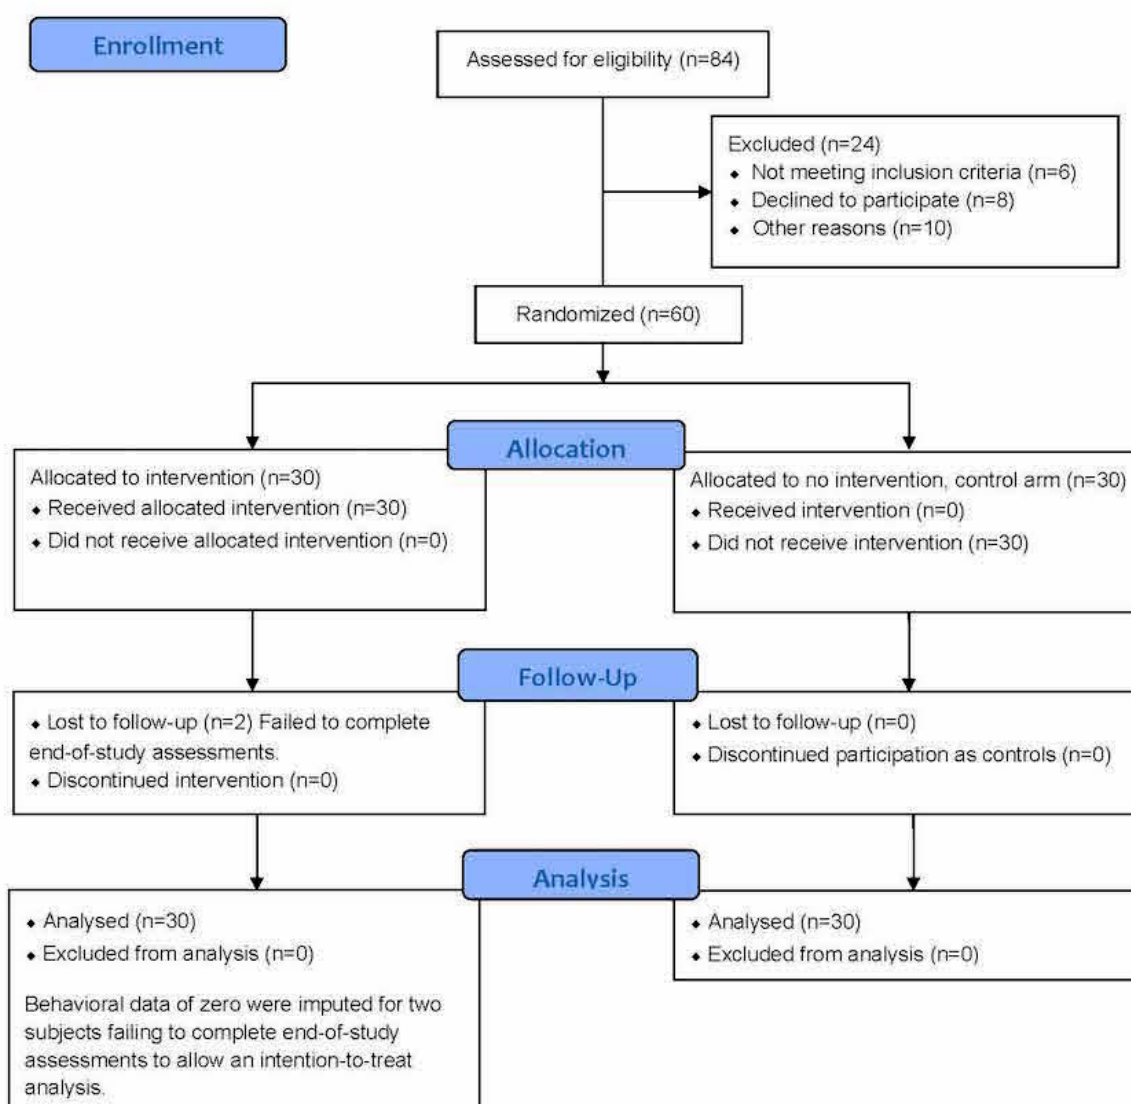 Enrollment
Assessed for eligibility (n=84)
Excluded (n=24)
⬥ Not meeting inclusion criteria (n=6)
⬥ Declined to participate (n=8)
⬥ Other reasons (n=10)
Randomized (n=60)
Allocation
Allocated to intervention (n=30)
⬥ Received allocated intervention (n=30)
⬥ Did not receive allocated intervention (n=0)
Allocated to no intervention, control arm (n=30)
⬥ Received intervention (n=0)
⬥ Did not receive intervention (n=30)
Follow-Up
⬥ Lost to follow-up (n=2) Failed to complete
end-of-study assessments.
⬥ Discontinued intervention (n=0)
⬥ Lost to follow-up (n=0)
⬥ Discontinued participation as controls (n=0)
Analysis
⬥ Analysed (n=30)
⬥ Excluded from analysis (n=0)
Behavioral data of zero were imputed for two
subjects failing to complete end-of-study
assessments to allow an intention-to-treat
analysis.
⬥ Analysed (n=30)
⬥ Excluded from analysis (n=0)